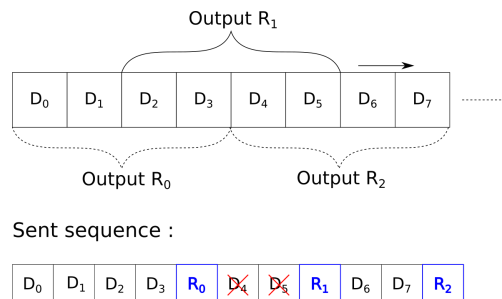 Output R₁
D₀ D₁ D₂ D₃ D₄ D₅ D₆ D₇
Output R₀ Output R₂
Sent sequence :
D₀ D₁ D₂ D₃ R₀ D₄ D₅ R₁ D₆ D₇ R₂